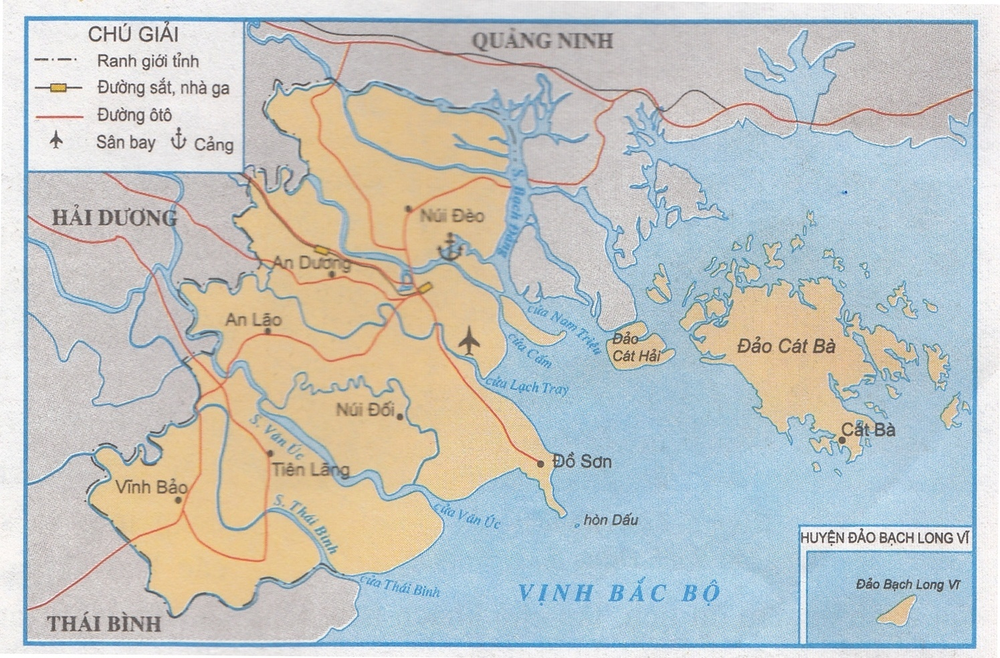 CHÚ GIẢI
Ranh giới tỉnh
Đường sắt, nhà ga
Đường ôtô
Sân bay
Cảng
QUẢNG NINH
HẢI DƯƠNG
Núi Đèo
S. Bạch Đằng
An Dương
An Lão
cửa Nam Triệu
cửa Cấm
Đảo
Cát Hải
Đảo Cát Bà
cửa Lạch Tray
Núi Đối
S. Văn Úc
Cát Bà
Tiên Lãng
Đồ Sơn
Vĩnh Bảo
S. Thái Bình
cửa Văn Úc
hòn Dấu
HUYỆN ĐẢO BẠCH LONG VĨ
Đảo Bạch Long Vĩ
cửa Thái Bình
VỊNH BẮC BỘ
THÁI BÌNH